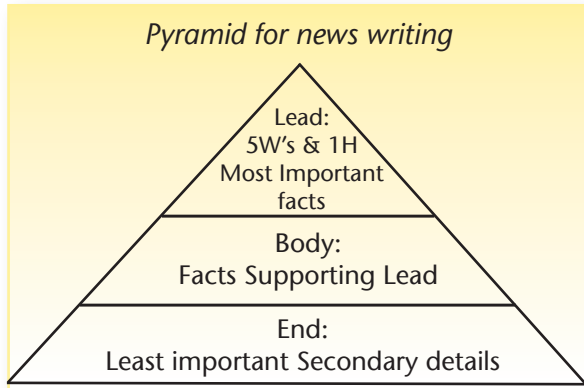 Pyramid for news writing
Lead:
5W's & 1H
Most Important
facts
Body:
Facts Supporting Lead
End:
Least important Secondary details